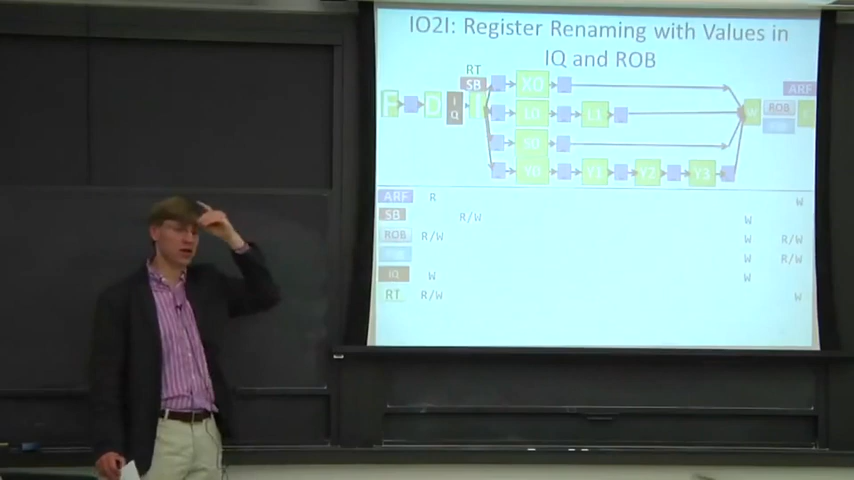 IO2I: Register Renaming with Values in
IQ and ROB
RT
SB
ARF
F D IQ I X0 W ROB
L0 L1
S0
Y0 Y1 Y2 Y3
ARF R W
SB R/W W
ROB R/W W R/W
W R/W
IQ W W
RT R/W W